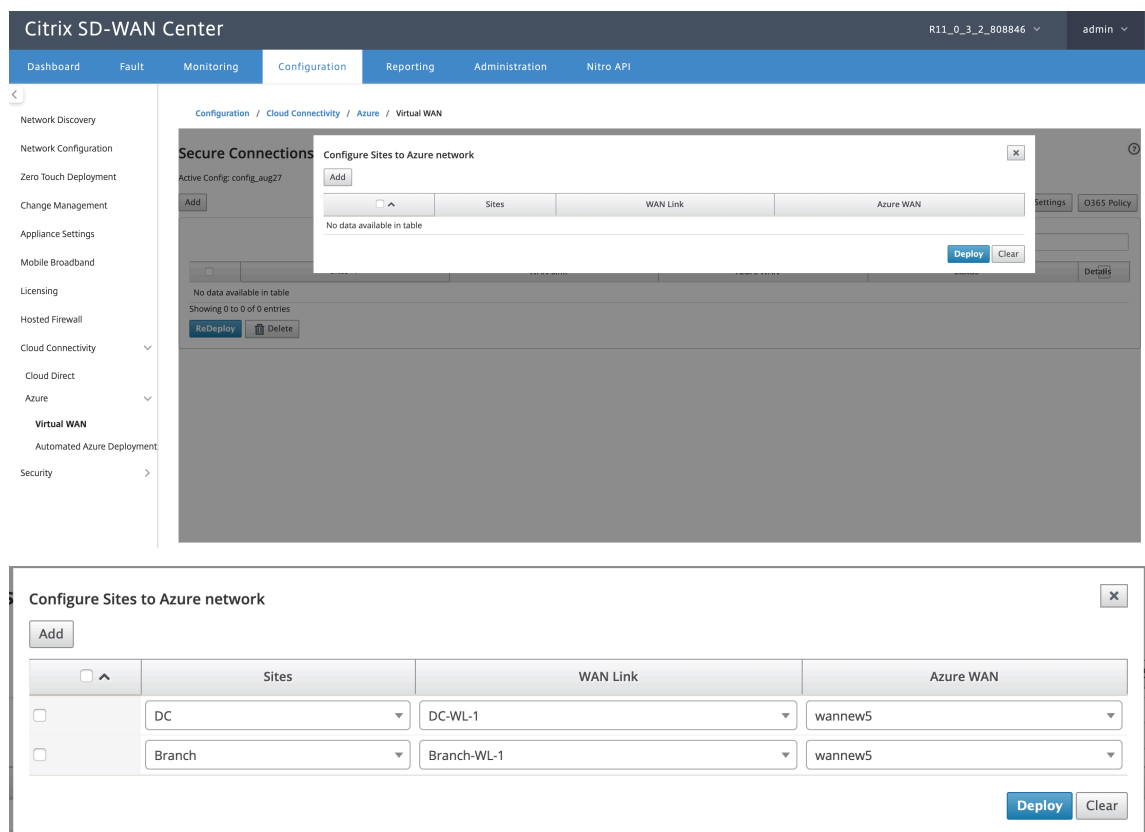 Citrix SD-WAN Center
R11_0_3_2_808846
admin
Dashboard Fault Monitoring Configuration Reporting Administration Nitro API
Configuration / Cloud Connectivity / Azure / Virtual WAN
Network Discovery
Network Configuration
Zero Touch Deployment
Change Management
Appliance Settings
Mobile Broadband
Licensing
Hosted Firewall
Cloud Connectivity
Cloud Direct
Azure
Virtual WAN
Automated Azure Deployment
Security
Secure Connections
Active Config: config_aug27
Add
Settings O365 Policy
Configure Sites to Azure network
Add
Sites WAN Link Azure WAN
No data available in table
Deploy Clear
Details
No data available in table
Showing 0 to 0 of 0 entries
ReDeploy Delete
Configure Sites to Azure network
Add
Sites WAN Link Azure WAN
DC DC-WL-1 wannew5
Branch Branch-WL-1 wannew5
Deploy Clear